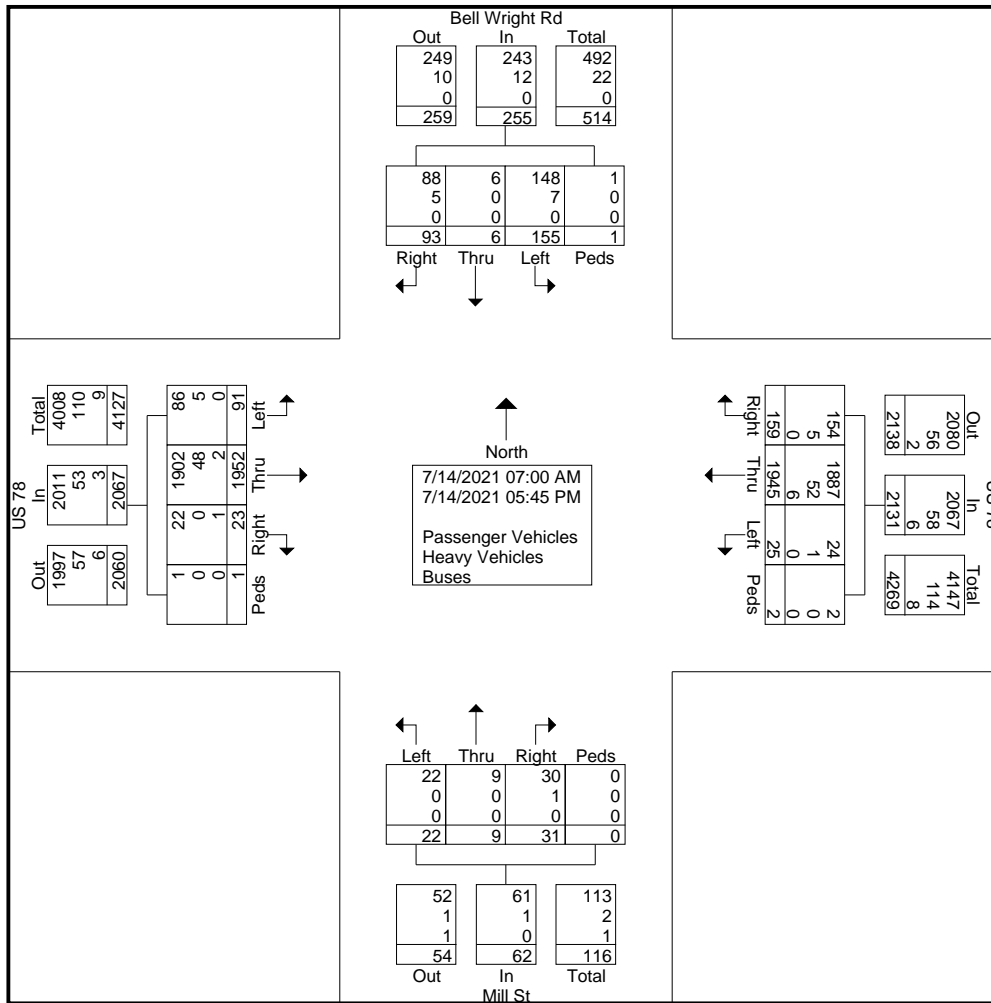 Bell Wright Rd
Out In Total
249 243 492
10 12 22
0 0 0
259 255 514
88 6 148 1
5 0 7 0
0 0 0 0
93 6 155 1
Right Thru Left Peds
US 78
Total In Out
4008 110 9 4127
2011 53 3 2067
1997 57 6 2060
Left 86 5 0 91
Thru 1902 48 2 1952
Right 22 0 1 23
Peds 1 0 0 1
North
7/14/2021 07:00 AM
7/14/2021 05:45 PM
Passenger Vehicles
Heavy Vehicles
Buses
Right 154 5 0 159
Thru 1887 52 6 1945
Left 24 1 0 25
Peds 2 0 0 2
Out In Total
2080 56 2 2138
2067 58 6 2131
4147 114 8 4269
Left Thru Right Peds
22 9 30 0
0 0 1 0
0 0 0 0
22 9 31 0
52 61 113
1 1 2
1 0 1
54 62 116
Out In Total
Mill St